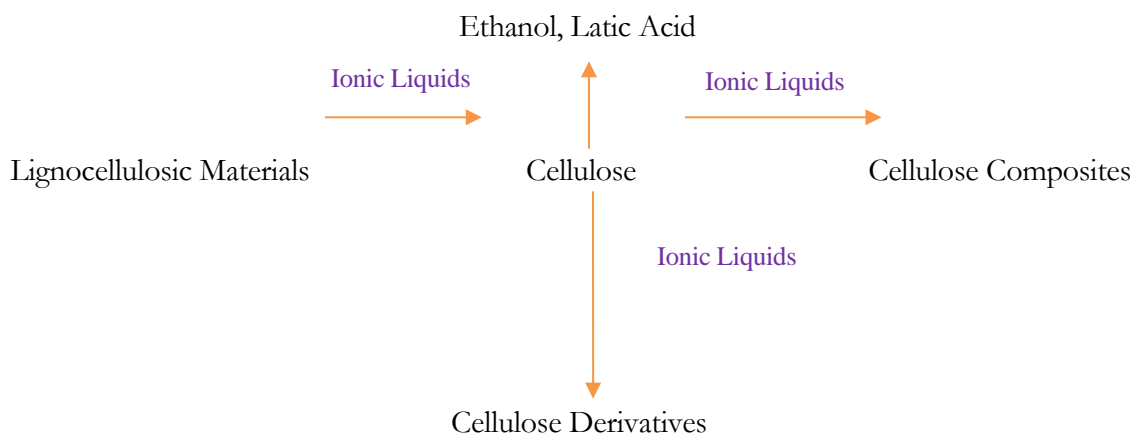 Ethanol, Latic Acid
Ionic Liquids
Ionic Liquids
Lignocellulosic Materials
Cellulose
Cellulose Composites
Ionic Liquids
Cellulose Derivatives